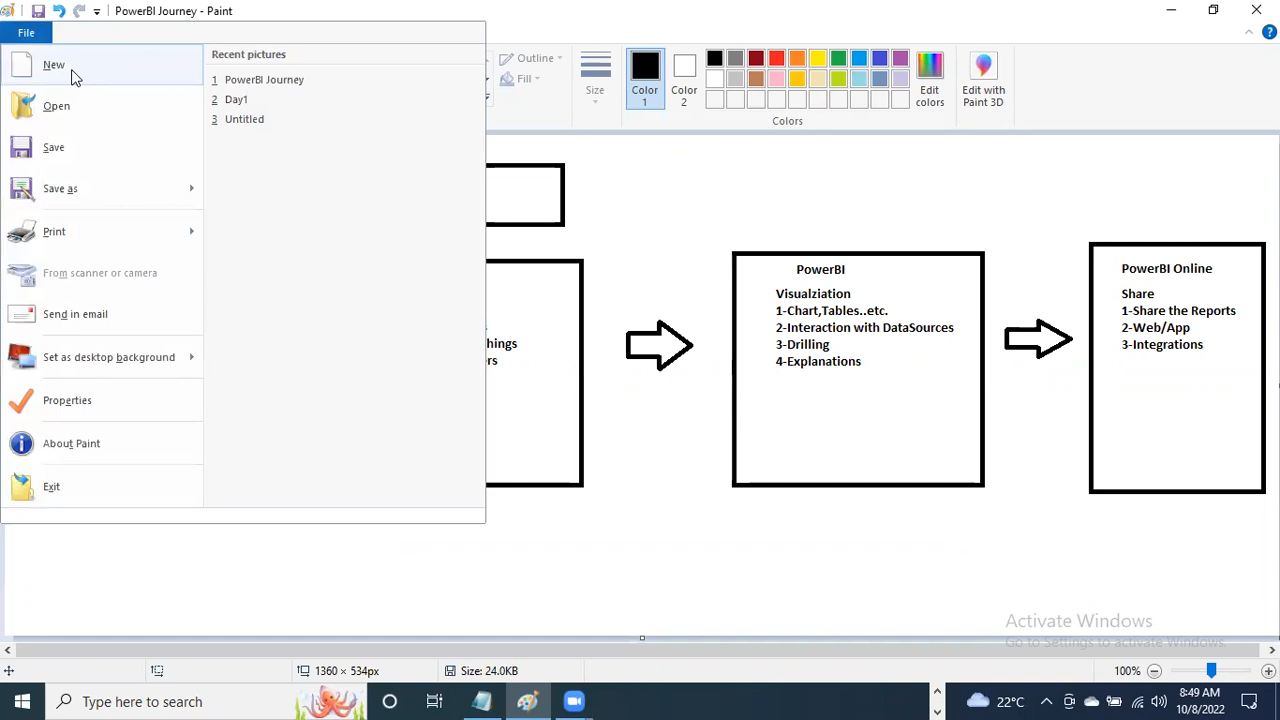 PowerBI Journey - Paint
File
New
Open
Save
Save as
Print
From scanner or camera
Send in email
Set as desktop background
Properties
About Paint
Exit
Recent pictures
1 PowerBI Journey
2 Day1
3 Untitled
Outline
Fill
Size
Color 1
Color 2
Edit colors
Edit with Paint 3D
Colors
hings
PowerBI
Visualziation
1-Chart,Tables..etc.
2-Interaction with DataSources
3-Drilling
4-Explanations
PowerBI Online
Share
1-Share the Reports
2-Web/App
3-Integrations
Activate Windows
Go to Settings to activate Windows.
1360 × 534px
Size: 24.0KB
100%
Type here to search
22°C
8:49 AM
10/8/2022